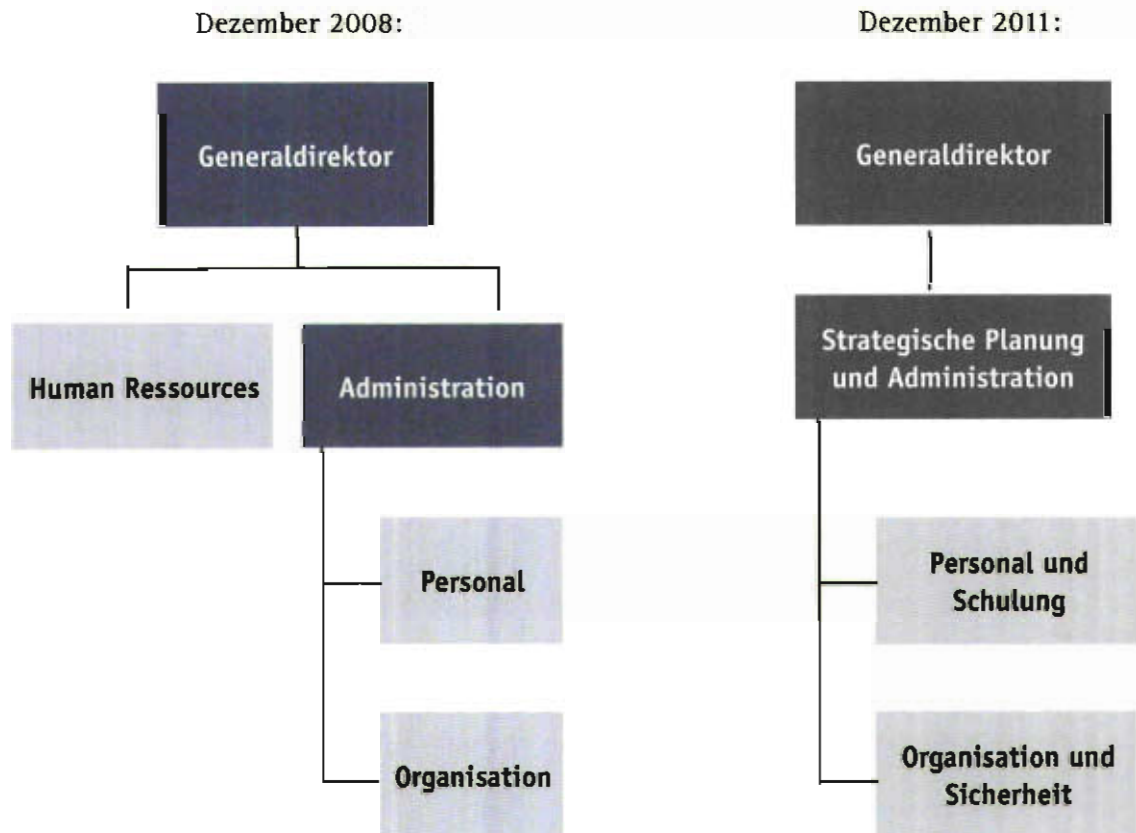 Dezember 2008:
Generaldirektor
Human Ressources
Administration
Personal
Organisation
Dezember 2011:
Generaldirektor
Strategische Planung
und Administration
Personal und
Schulung
Organisation und
Sicherheit